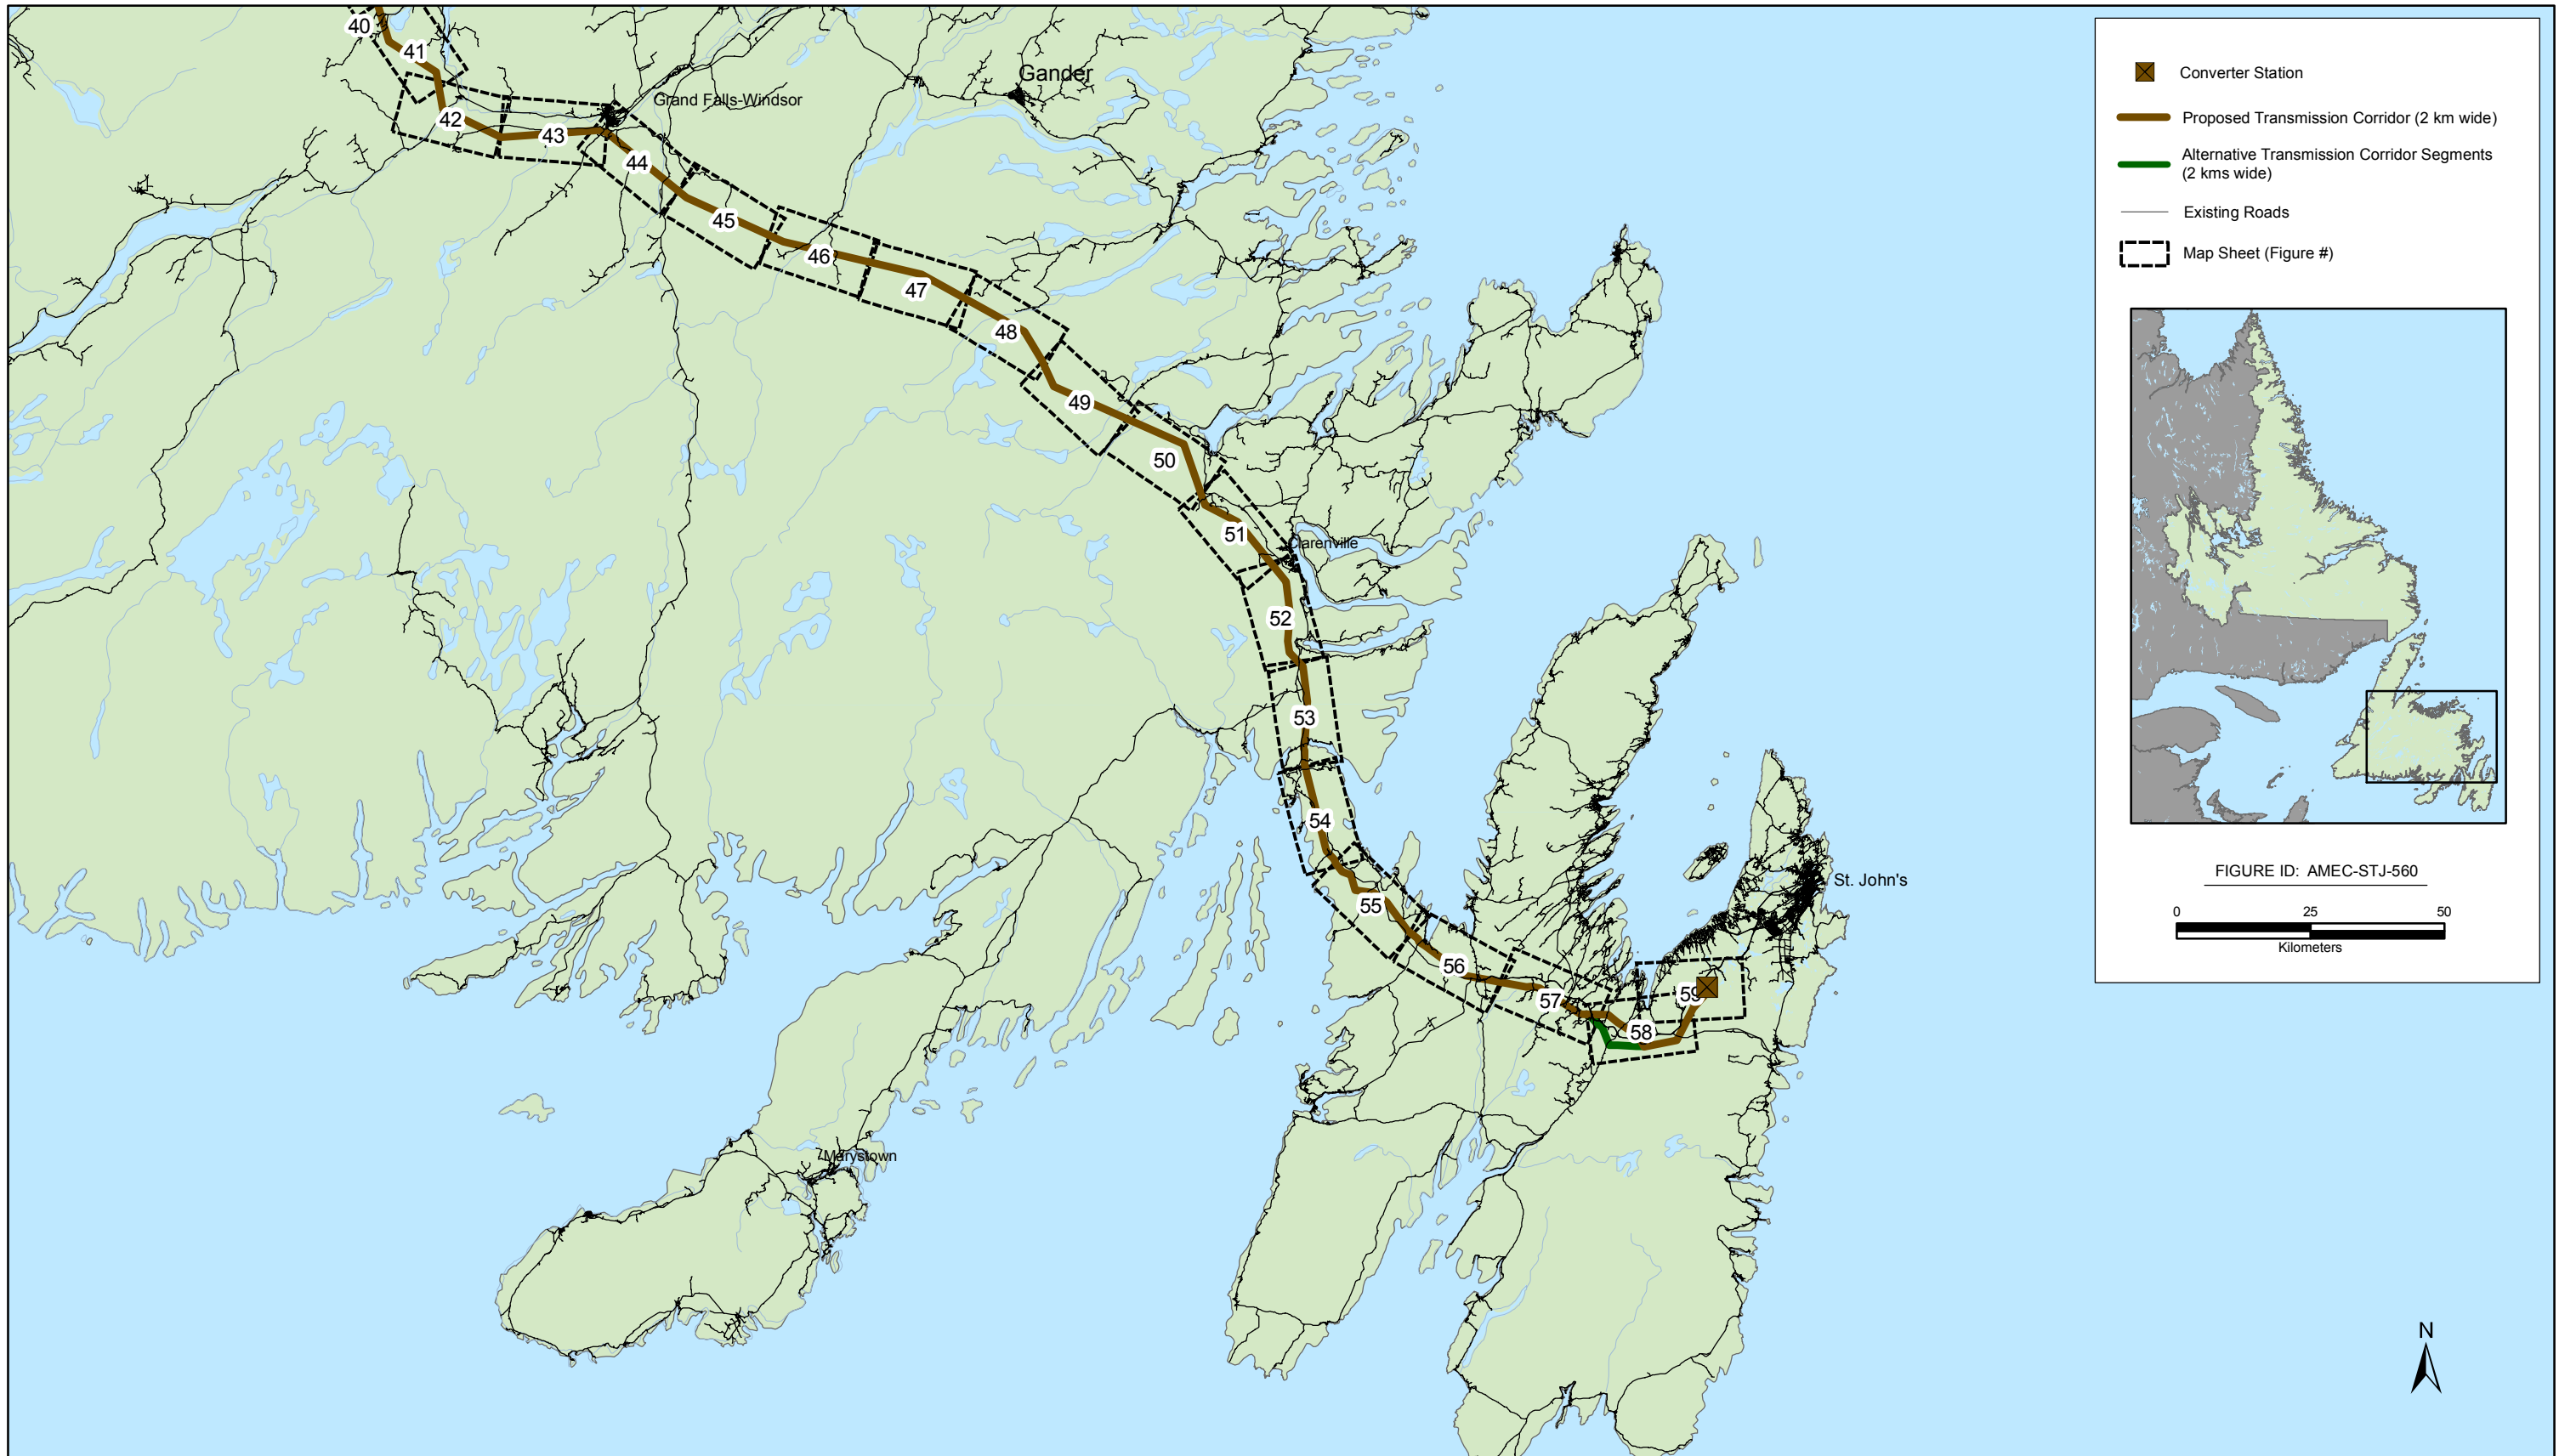 40
41
42
43
44
45
46
47
48
49
50
51
52
53
54
55
56
57
58
59
Gander
Grand Falls-Windsor
Clarenville
St. John's
Marystown
Converter Station
Proposed Transmission Corridor (2 km wide)
Alternative Transmission Corridor Segments
(2 kms wide)
Existing Roads
Map Sheet (Figure #)
FIGURE ID: AMEC-STJ-560
0 25 50
Kilometers
N